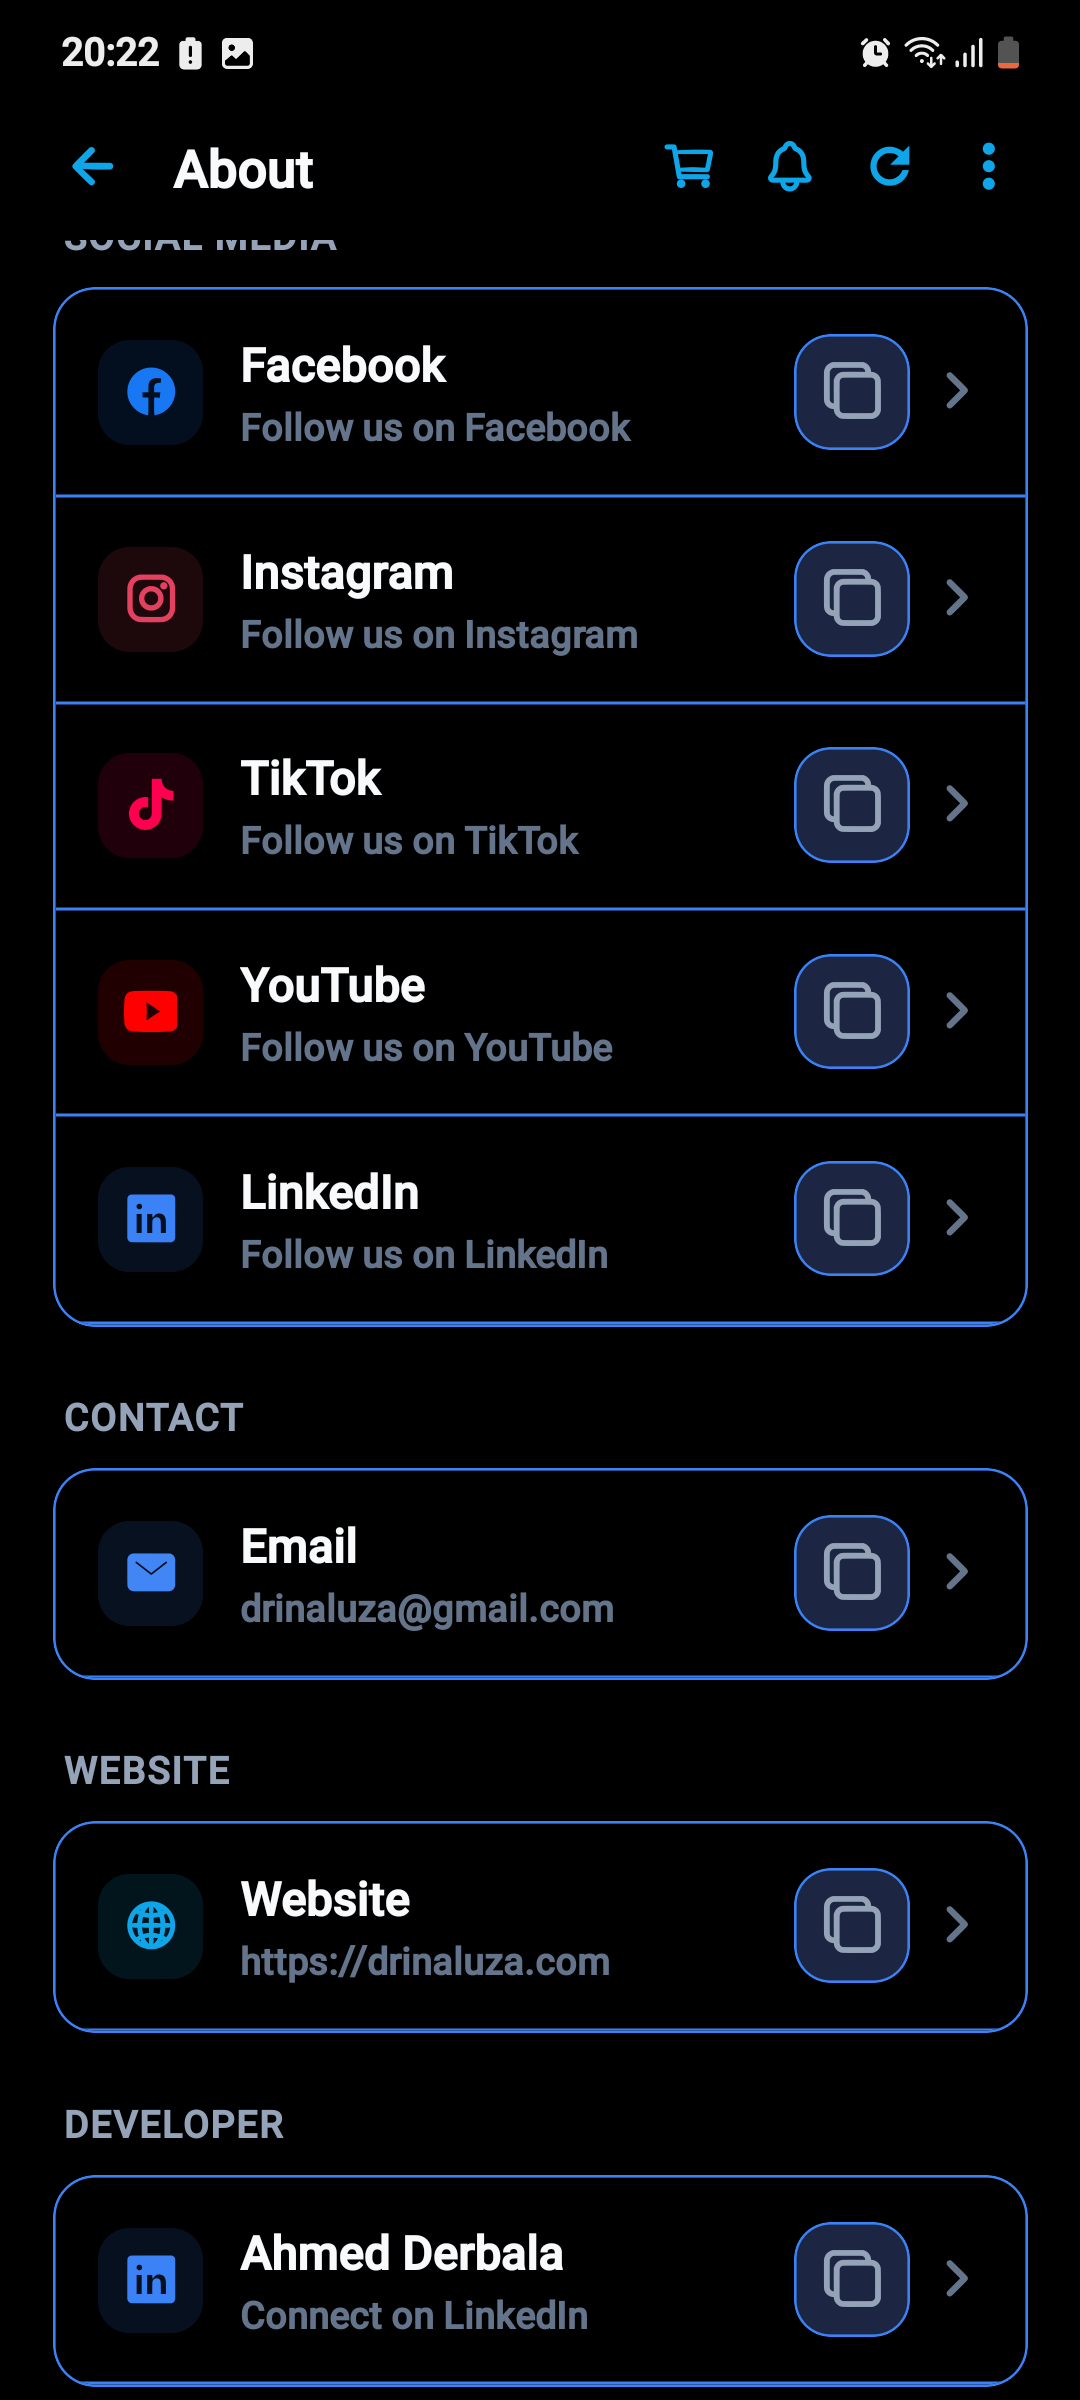 20:22
About
SOCIAL MEDIA
Facebook
Follow us on Facebook
Instagram
Follow us on Instagram
TikTok
Follow us on TikTok
YouTube
Follow us on YouTube
LinkedIn
Follow us on LinkedIn
CONTACT
Email
drinaluza@gmail.com
WEBSITE
Website
https://drinaluza.com
DEVELOPER
Ahmed Derbala
Connect on LinkedIn